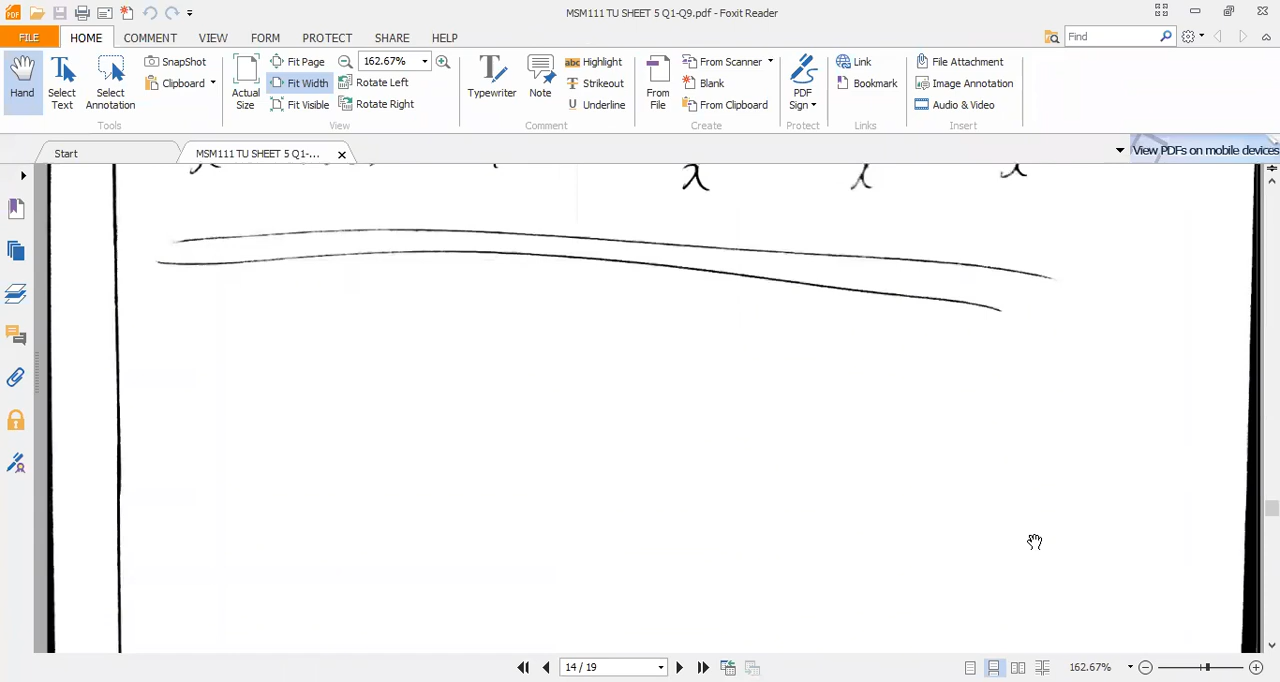 MSM111 TU SHEET 5 Q1-Q9.pdf - Foxit Reader
FILE HOME COMMENT VIEW FORM PROTECT SHARE HELP Find
Hand
Select Text
Select Annotation
SnapShot
Clipboard
Tools
Actual Size
Fit Page
Fit Width
Fit Visible
162.67%
Rotate Left
Rotate Right
View
Typewriter
Note
Highlight
Strikeout
Underline
Comment
From File
From Scanner
Blank
From Clipboard
Create
PDF Sign
Protect
Link
Bookmark
Links
File Attachment
Image Annotation
Audio & Video
Insert
Start
MSM111 TU SHEET 5 Q1-...
View PDFs on mobile devices
14 / 19
162.67%